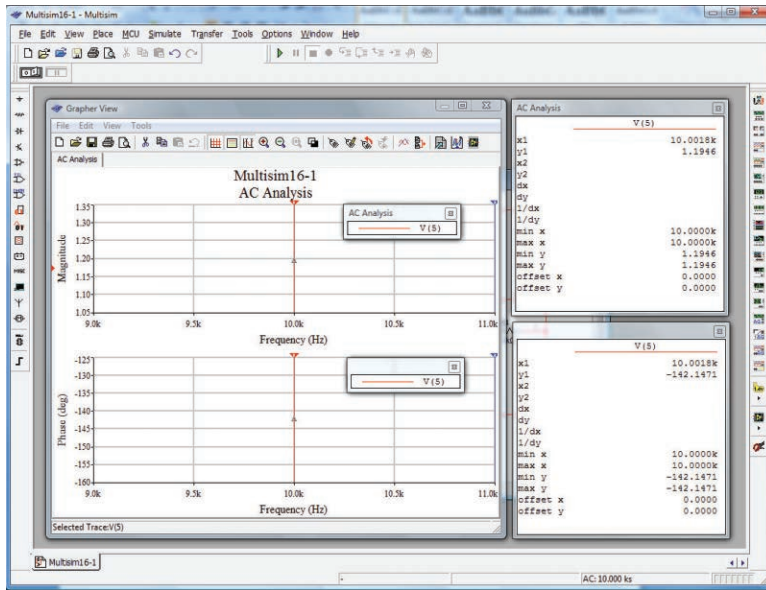 Multisim16-1 - Multisim
File Edit View Place MCU Simulate Transfer Tools Options Window Help
Grapher View
File Edit View Tools
AC Analysis
Multisim16-1
AC Analysis
AC Analysis
V(5)
Magnitude
1.35
1.30
1.25
1.20
1.15
1.10
1.05
9.0k 9.5k 10.0k 10.5k 11.0k
Frequency (Hz)
V(5)
Phase (deg)
-125
-130
-135
-140
-145
-150
-155
-160
9.0k 9.5k 10.0k 10.5k 11.0k
Frequency (Hz)
Selected Trace:V(5)
AC Analysis
V(5)
x1 10.0018k
y1 1.1946
x2
y2
dx
dy
1/dx
1/dy
min x 10.0000k
max x 10.0000k
min y 1.1946
max y 1.1946
offset x 0.0000
offset y 0.0000
V(5)
x1 10.0018k
y1 -142.1471
x2
y2
dx
dy
1/dx
1/dy
min x 10.0000k
max x 10.0000k
min y -142.1471
max y -142.1471
offset x 0.0000
offset y 0.0000
Multisim16-1
AC: 10.000 ks